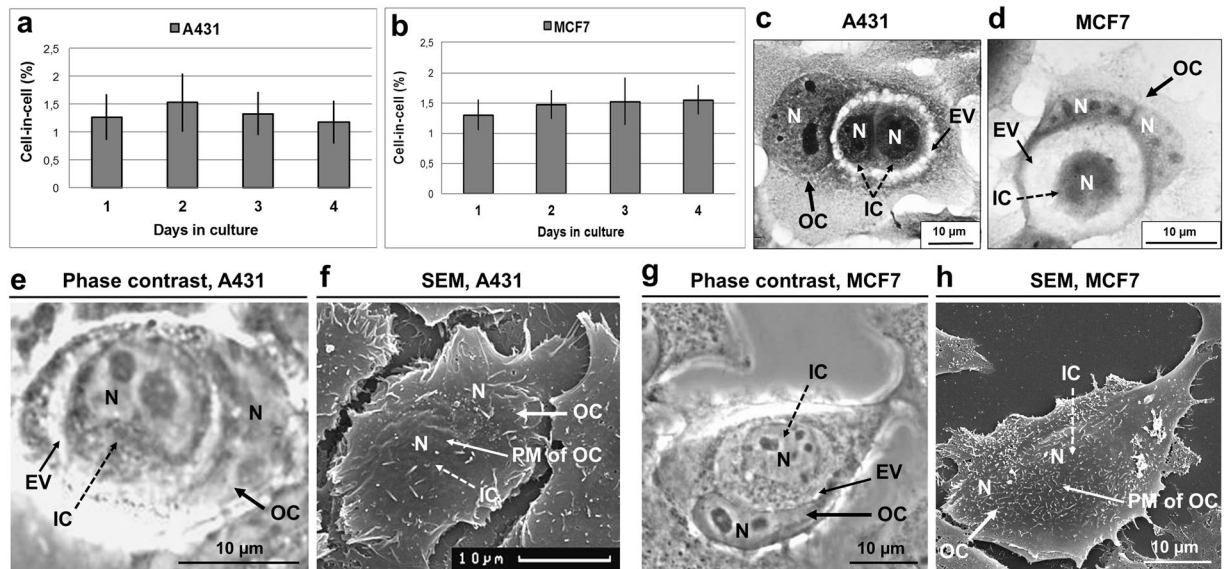 a
A431
2,5
2
1,5
1
0,5
0
Cell-in-cell (%)
1 2 3 4
Days in culture
b
MCF7
2,5
2
1,5
1
0,5
0
Cell-in-cell (%)
1 2 3 4
Days in culture
c
A431
N
N
N
EV
OC
IC
10 µm
d
MCF7
OC
N
N
EV
IC
N
10 µm
e
Phase contrast, A431
N
N
EV
IC
OC
10 µm
f
SEM, A431
N
OC
N
PM of OC
IC
10µm
g
Phase contrast, MCF7
IC
N
EV
OC
N
10 µm
h
SEM, MCF7
IC
N
N
PM of OC
OC
10 µm